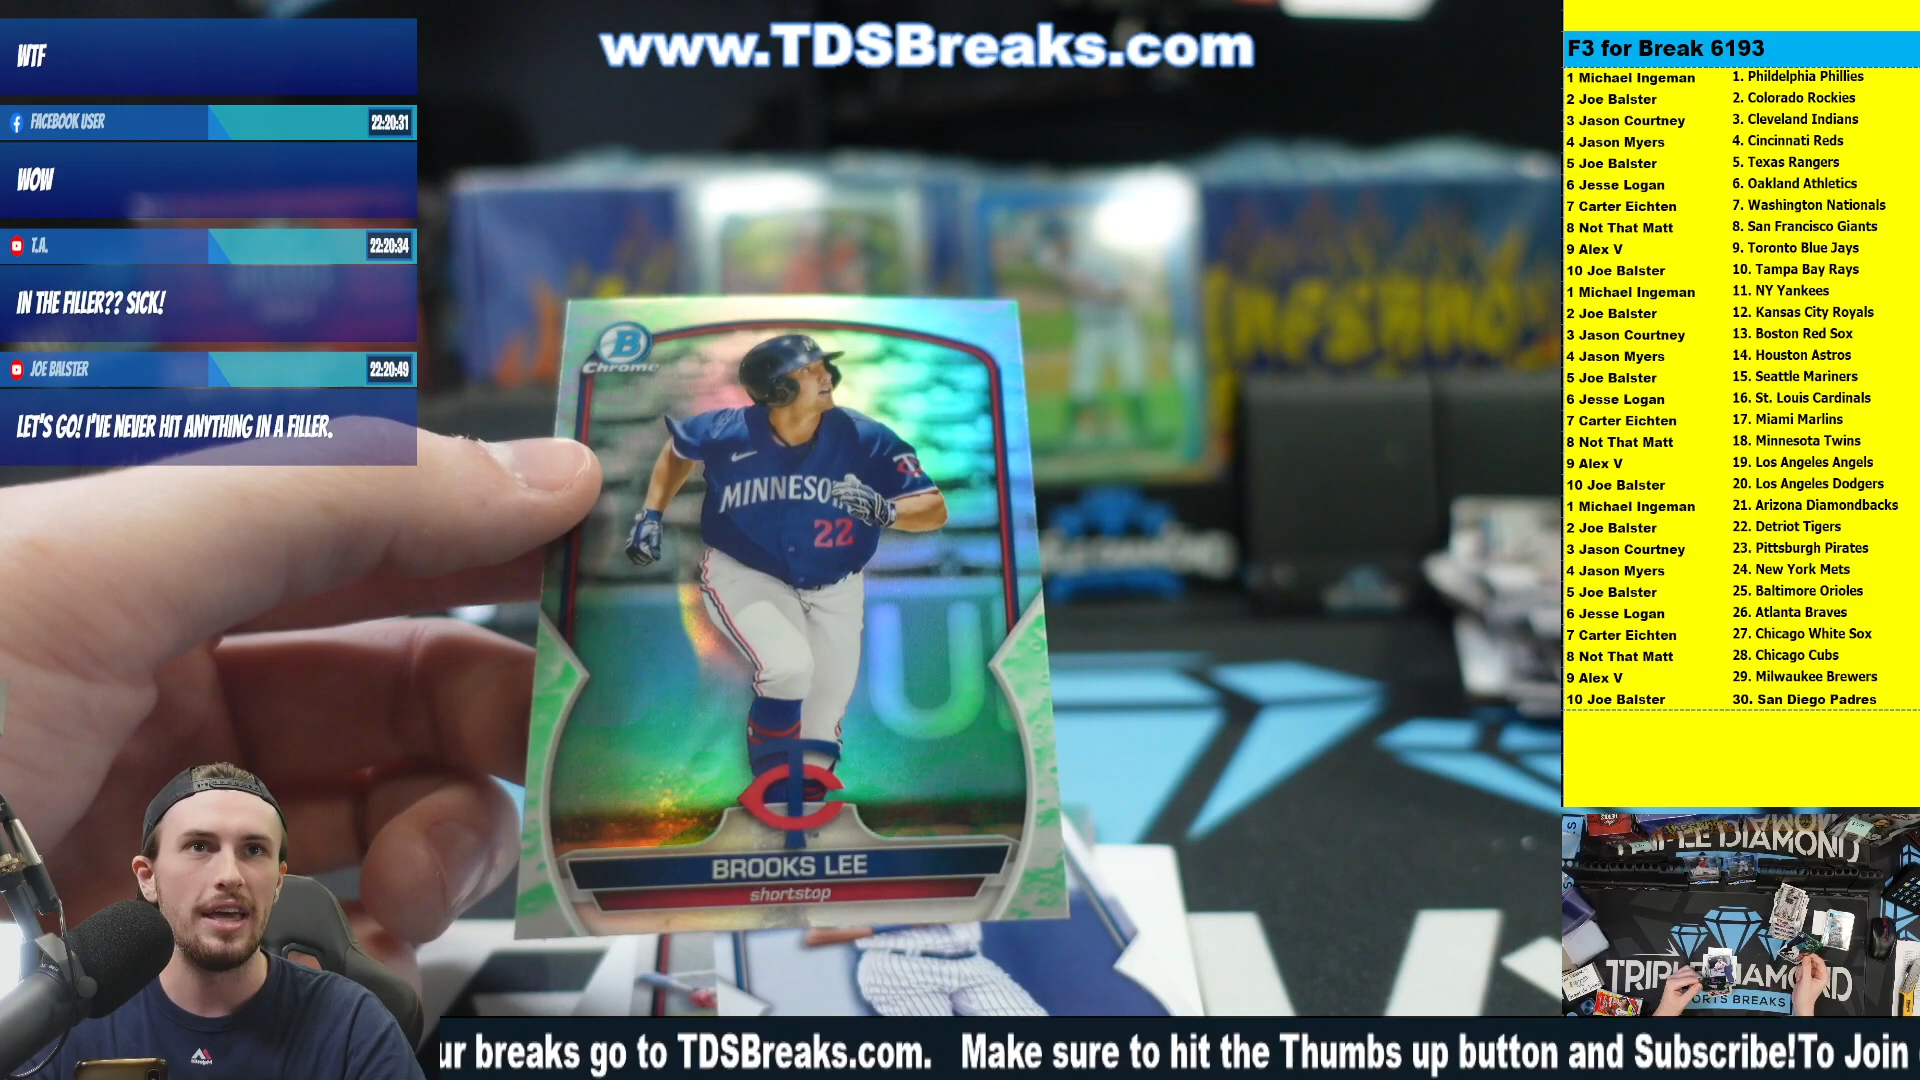 www.TDSBreaks.com
WTF
FACEBOOK USER 22:20:31
WOW
T.A. 22:20:34
IN THE FILLER?? SICK!
JOE BALSTER 22:20:49
LET'S GO! I'VE NEVER HIT ANYTHING IN A FILLER.
B
Chrome
MINNESO
22
BROOKS LEE
shortstop
F3 for Break 6193
1 Michael Ingeman 1. Phildelphia Phillies
2 Joe Balster 2. Colorado Rockies
3 Jason Courtney 3. Cleveland Indians
4 Jason Myers 4. Cincinnati Reds
5 Joe Balster 5. Texas Rangers
6 Jesse Logan 6. Oakland Athletics
7 Carter Eichten 7. Washington Nationals
8 Not That Matt 8. San Francisco Giants
9 Alex V 9. Toronto Blue Jays
10 Joe Balster 10. Tampa Bay Rays
1 Michael Ingeman 11. NY Yankees
2 Joe Balster 12. Kansas City Royals
3 Jason Courtney 13. Boston Red Sox
4 Jason Myers 14. Houston Astros
5 Joe Balster 15. Seattle Mariners
6 Jesse Logan 16. St. Louis Cardinals
7 Carter Eichten 17. Miami Marlins
8 Not That Matt 18. Minnesota Twins
9 Alex V 19. Los Angeles Angels
10 Joe Balster 20. Los Angeles Dodgers
1 Michael Ingeman 21. Arizona Diamondbacks
2 Joe Balster 22. Detriot Tigers
3 Jason Courtney 23. Pittsburgh Pirates
4 Jason Myers 24. New York Mets
5 Joe Balster 25. Baltimore Orioles
6 Jesse Logan 26. Atlanta Braves
7 Carter Eichten 27. Chicago White Sox
8 Not That Matt 28. Chicago Cubs
9 Alex V 29. Milwaukee Brewers
10 Joe Balster 30. San Diego Padres
TRIPLE DIAMOND
TRIPLE DIAMOND
SPORTS BREAKS
ur breaks go to TDSBreaks.com. Make sure to hit the Thumbs up button and Subscribe!To Join